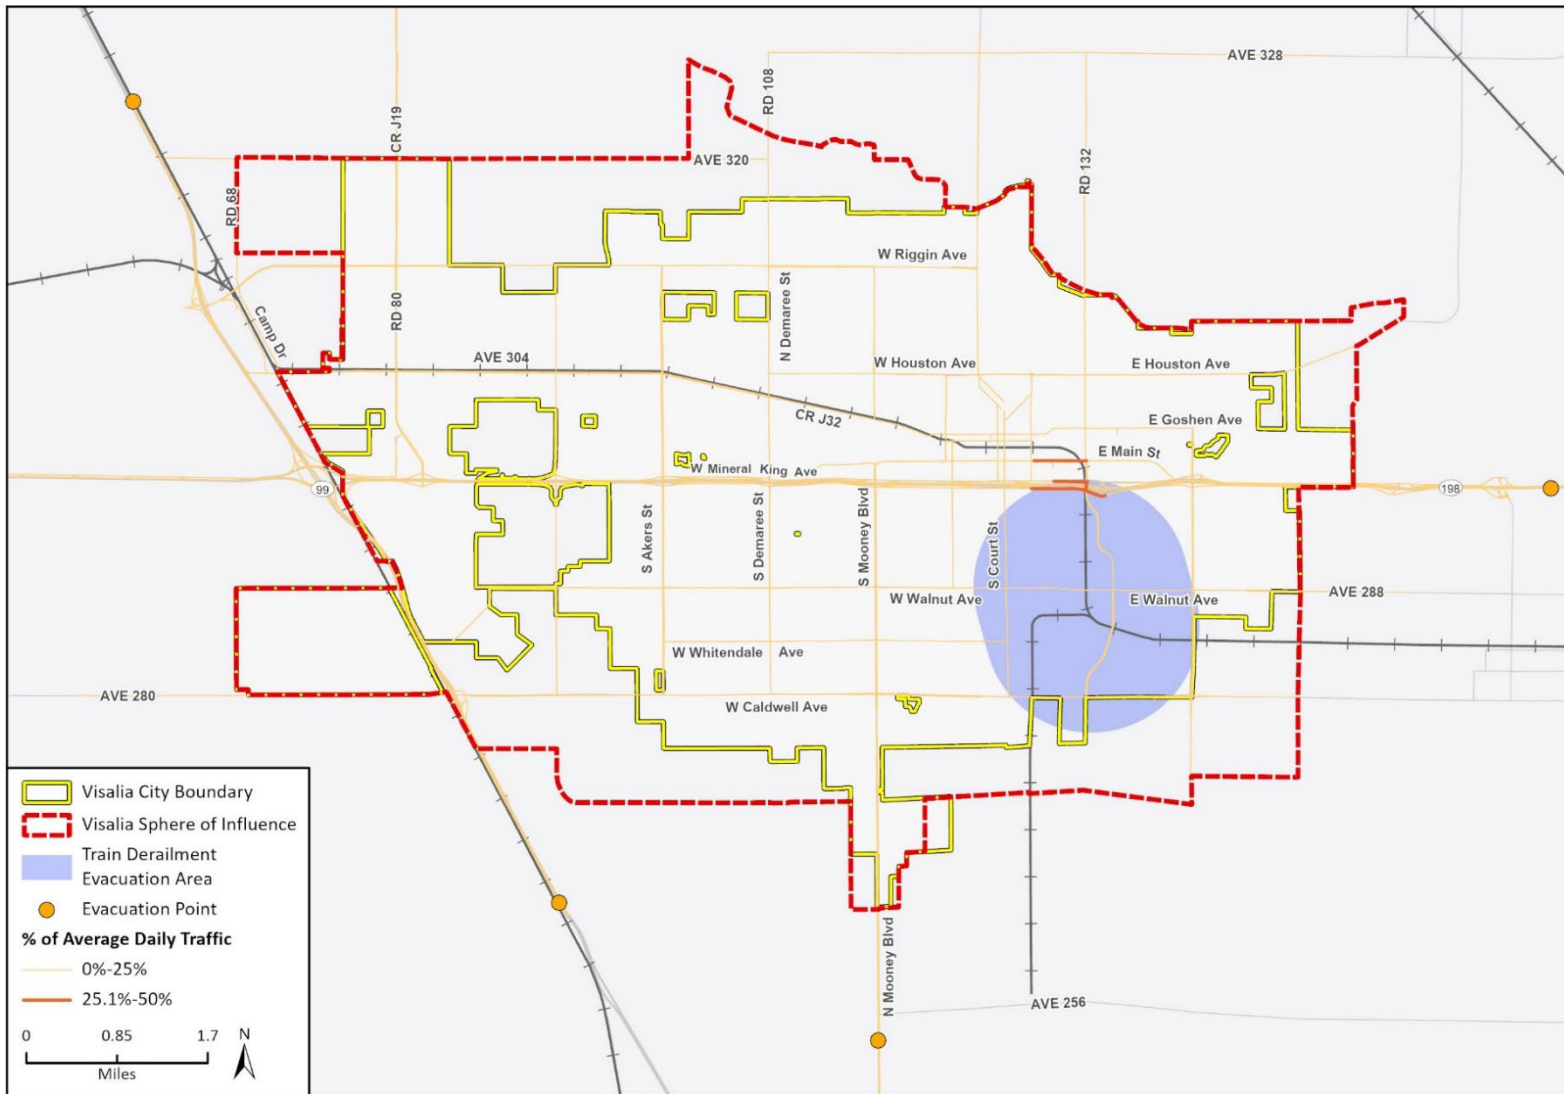 AVE 328
RD 108
CR J19
RD 132
AVE 320
RD 68
W Riggin Ave
N Demaree St
RD 80
Camp Dr
AVE 304
W Houston Ave
E Houston Ave
CR J32
E Goshen Ave
E Main St
W Mineral King Ave
99
198
S Akers St
S Demaree St
S Mooney Blvd
S Court St
W Walnut Ave
E Walnut Ave
AVE 288
W Whitendale Ave
AVE 280
W Caldwell Ave
N Mooney Blvd
AVE 256
Visalia City Boundary
Visalia Sphere of Influence
Train Derailment
Evacuation Area
Evacuation Point
% of Average Daily Traffic
0%-25%
25.1%-50%
0 0.85 1.7
Miles
N